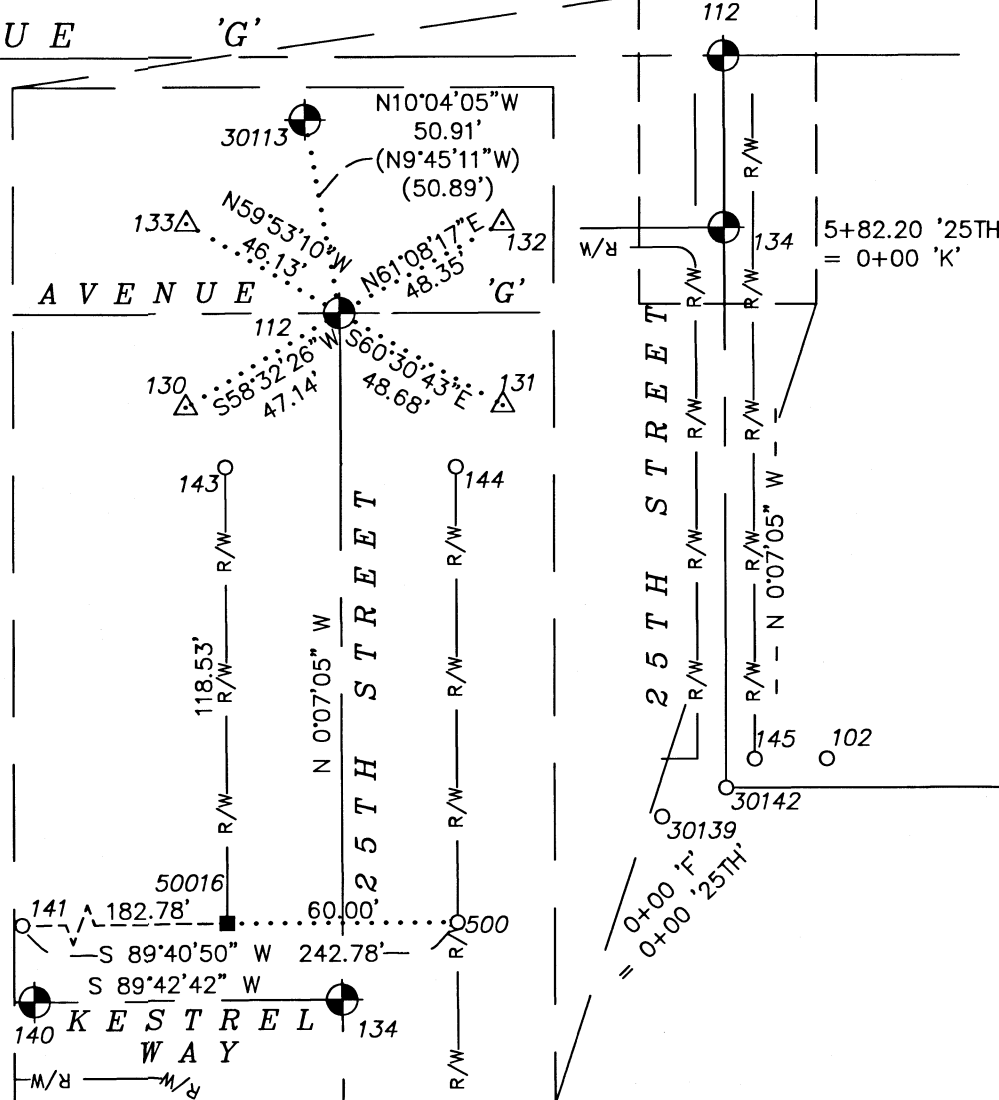 U E 'G'
112
30113
N10°04'05"W
50.91'
(N9°45'11"W)
(50.89')
133
N59°53'10"W
46.13'
N61°08'17"E
48.35'
132
R/W
134
5+82.20 '25TH
= 0+00 'K'
R/W
R/W
R/W
AVENUE 'G'
112
130
S58°32'26"W
47.14'
S60°30'43"E
48.68'
131
R/W
R/W
25TH STREET
143
144
R/W
R/W
R/W
R/W
N 0°07'05" W
118.53'
R/W
R/W
N 0°07'05" W
25TH STREET
R/W
R/W
R/W
R/W
145
102
30142
30139
0+00 'F'
= 0+00 '25TH'
50016
141
182.78'
60.00'
500
S 89°40'50" W 242.78'
R/W
S 89°42'42" W
140
KESTREL
WAY
134
R/W
R/W
R/W